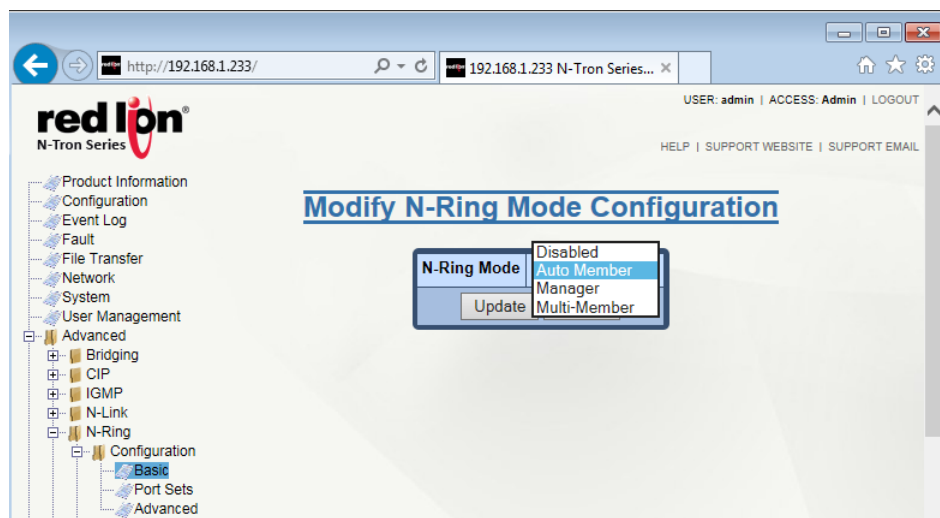 http://192.168.1.233/
192.168.1.233 N-Tron Series...
USER: admin | ACCESS: Admin | LOGOUT
red lion®
N-Tron Series
HELP | SUPPORT WEBSITE | SUPPORT EMAIL
Product Information
Configuration
Event Log
Fault
File Transfer
Network
System
User Management
Advanced
Bridging
CIP
IGMP
N-Link
N-Ring
Configuration
Basic
Port Sets
Advanced
Modify N-Ring Mode Configuration
N-Ring Mode
Disabled
Auto Member
Manager
Multi-Member
Update